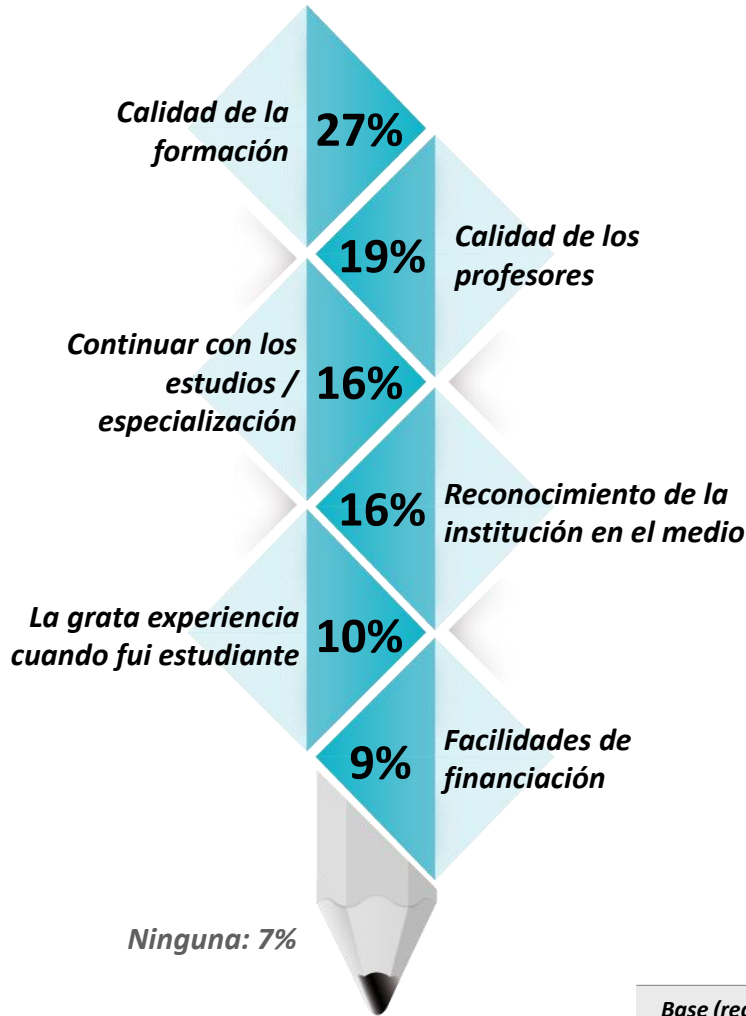 Calidad de la
formación
27%
19%
Calidad de los
profesores
Continuar con los
estudios /
especialización
16%
16%
Reconocimiento de la
institución en el medio
La grata experiencia
cuando fui estudiante
10%
9%
Facilidades de
financiación
Ninguna: 7%
Base